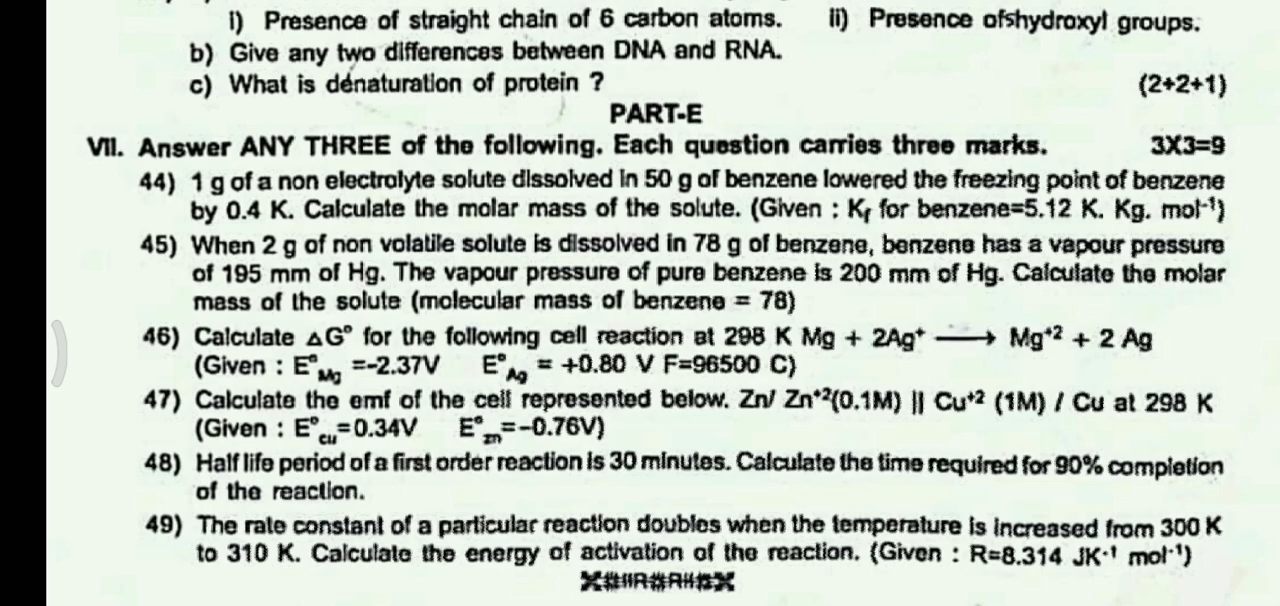 i) Presence of straight chain of 6 carbon atoms. ii) Presence of5hydroxyl groups.
b) Give any two differences between DNA and RNA.
c) What is denaturation of protein ? (2+2+1)
PART-E
VII. Answer ANY THREE of the following. Each question carries three marks. 3X3=9
44) 1 g of a non electrolyte solute dissolved in 50 g of benzene lowered the freezing point of benzene
by 0.4 K. Calculate the molar mass of the solute. (Given : Kf for benzene=5.12 K. Kg. mol⁻¹)
45) When 2 g of non volatile solute is dissolved in 78 g of benzene, benzene has a vapour pressure
of 195 mm of Hg. The vapour pressure of pure benzene is 200 mm of Hg. Calculate the molar
mass of the solute (molecular mass of benzene = 78)
46) Calculate △G° for the following cell reaction at 298 K Mg + 2Ag⁺ ⟶ Mg⁺² + 2 Ag
(Given : E°Mg =-2.37V E°Ag = +0.80 V F=96500 C)
47) Calculate the emf of the cell represented below. Zn/ Zn⁺²(0.1M) || Cu⁺² (1M) / Cu at 298 K
(Given : E°cu=0.34V E°zn=-0.76V)
48) Half life period of a first order reaction is 30 minutes. Calculate the time required for 90% completion
of the reaction.
49) The rate constant of a particular reaction doubles when the temperature is increased from 300 K
to 310 K. Calculate the energy of activation of the reaction. (Given : R=8.314 JK⁻¹ mol⁻¹)